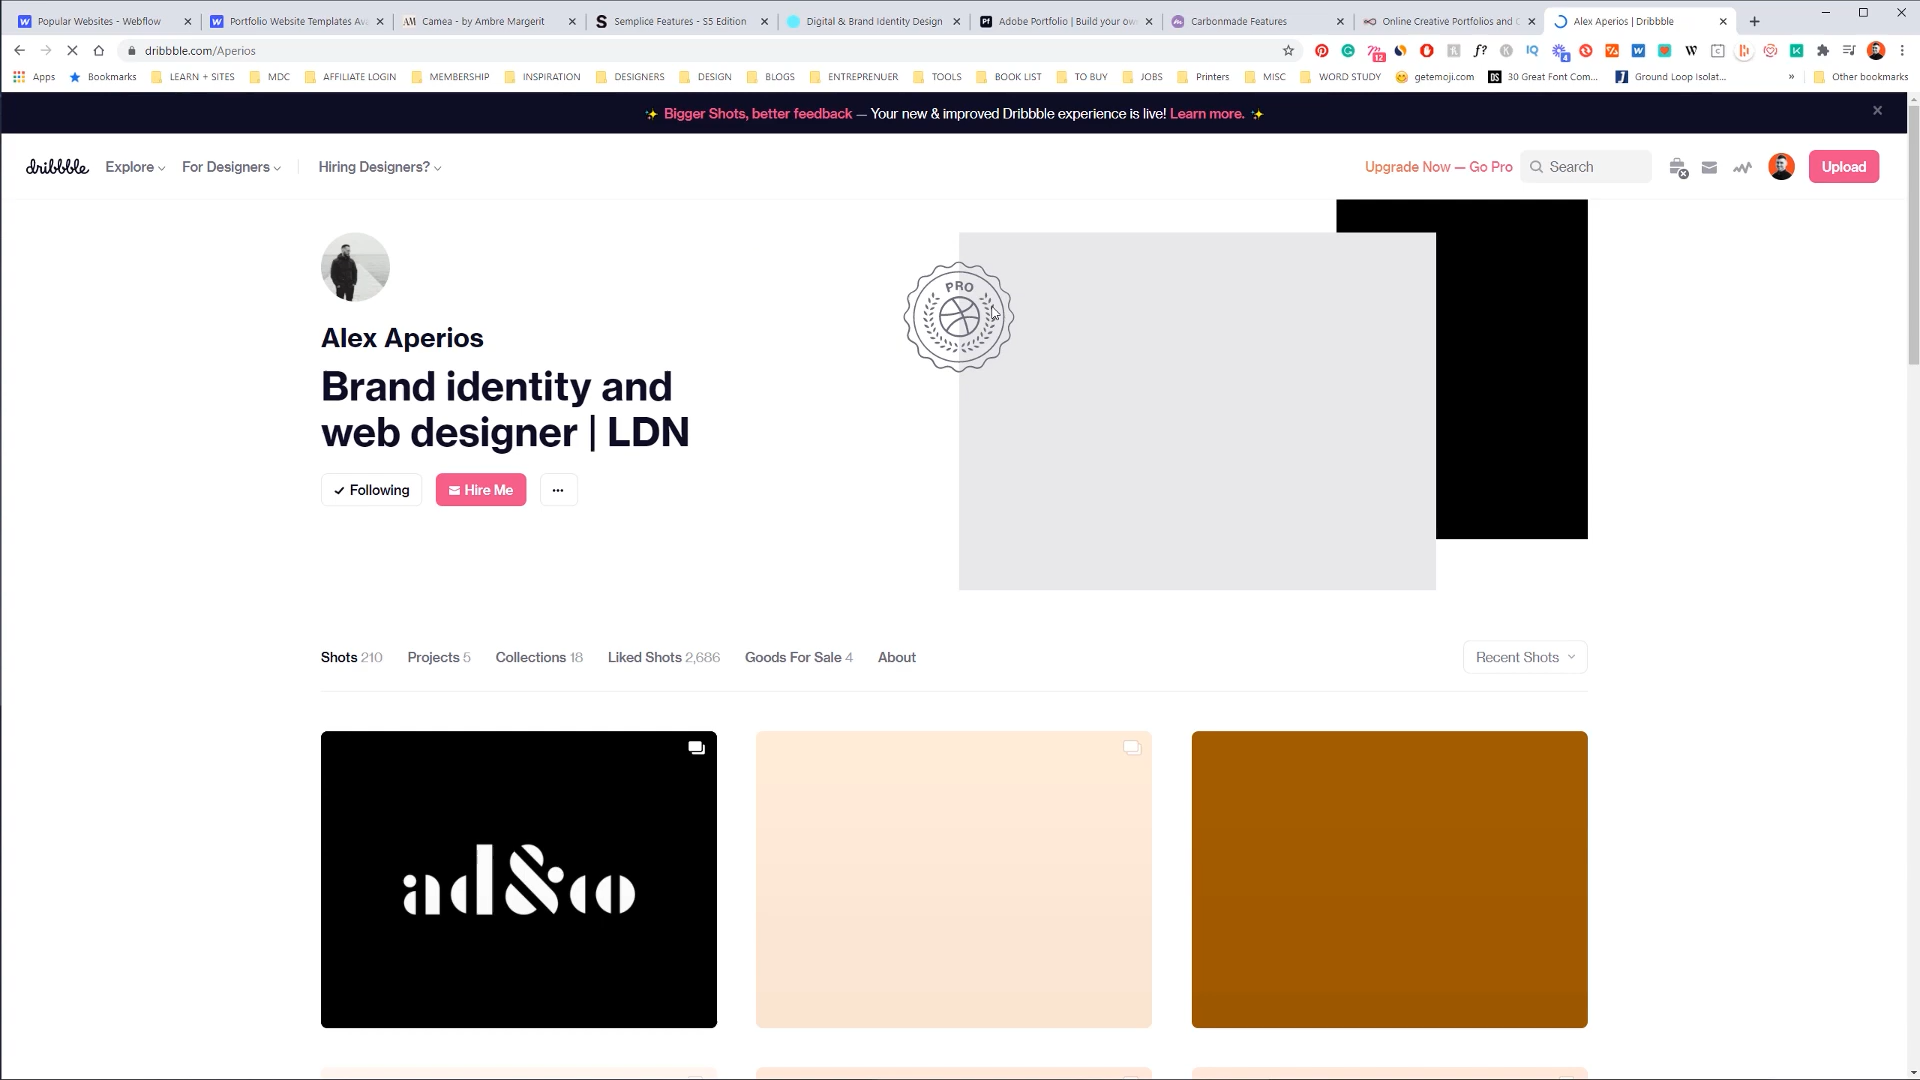 Popular Websites - Webflow
Portfolio Website Templates Ava
Camea - by Ambre Margerit
Semplice Features - S5 Edition
Digital & Brand Identity Design
Adobe Portfolio | Build your own
Carbonmade Features
Online Creative Portfolios and C
Alex Aperios | Dribbble
dribbble.com/Aperios
Apps
Bookmarks
LEARN + SITES
MDC
AFFILIATE LOGIN
MEMBERSHIP
INSPIRATION
DESIGNERS
DESIGN
BLOGS
ENTREPRENUER
TOOLS
BOOK LIST
TO BUY
JOBS
Printers
MISC
WORD STUDY
getemoji.com
30 Great Font Com...
Ground Loop Isolat...
» Other bookmarks
✨ Bigger Shots, better feedback — Your new & improved Dribbble experience is live! Learn more. ✨
dribbble
Explore
For Designers
Hiring Designers?
Upgrade Now — Go Pro
Search
Upload
PRO
Alex Aperios
Brand identity and
web designer | LDN
Following
Hire Me
Shots 210
Projects 5
Collections 18
Liked Shots 2,686
Goods For Sale 4
About
Recent Shots
ad&co